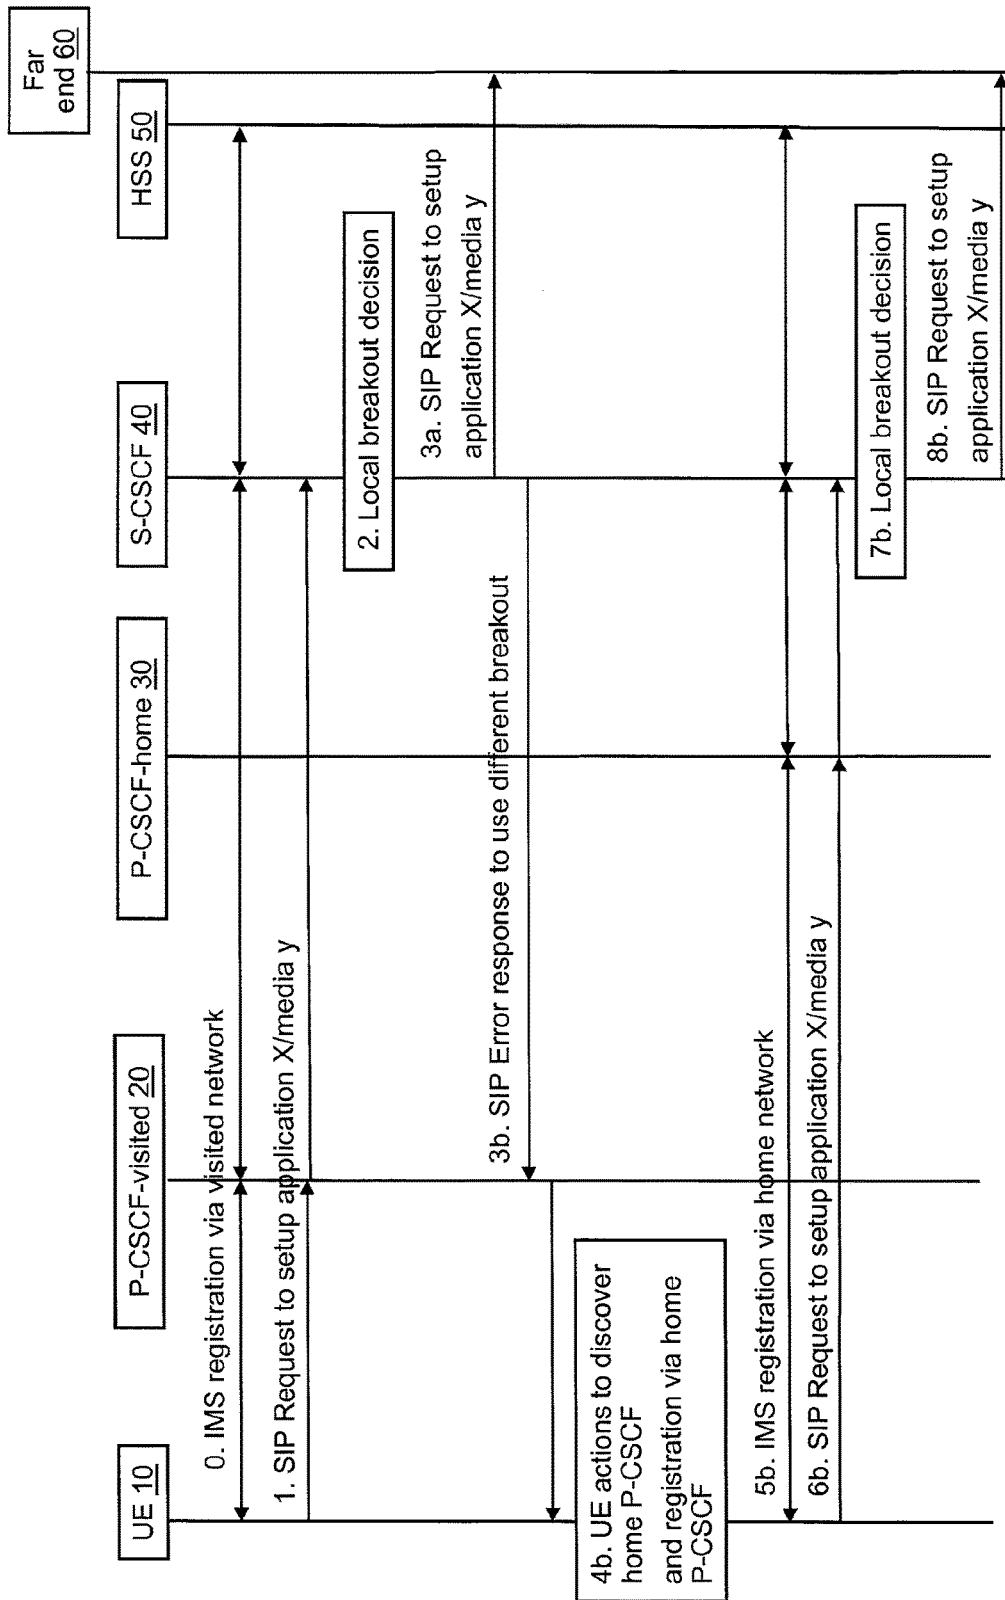 UE 10
P-CSCF-visited 20
P-CSCF-home 30
S-CSCF 40
HSS 50
Far
end 60
0. IMS registration via visited network
1. SIP Request to setup application X/media y
2. Local breakout decision
3a. SIP Request to setup
application X/media y
3b. SIP Error response to use different breakout
4b. UE actions to discover
home P-CSCF
and registration via home
P-CSCF
5b. IMS registration via home network
6b. SIP Request to setup application X/media y
7b. Local breakout decision
8b. SIP Request to setup
application X/media y